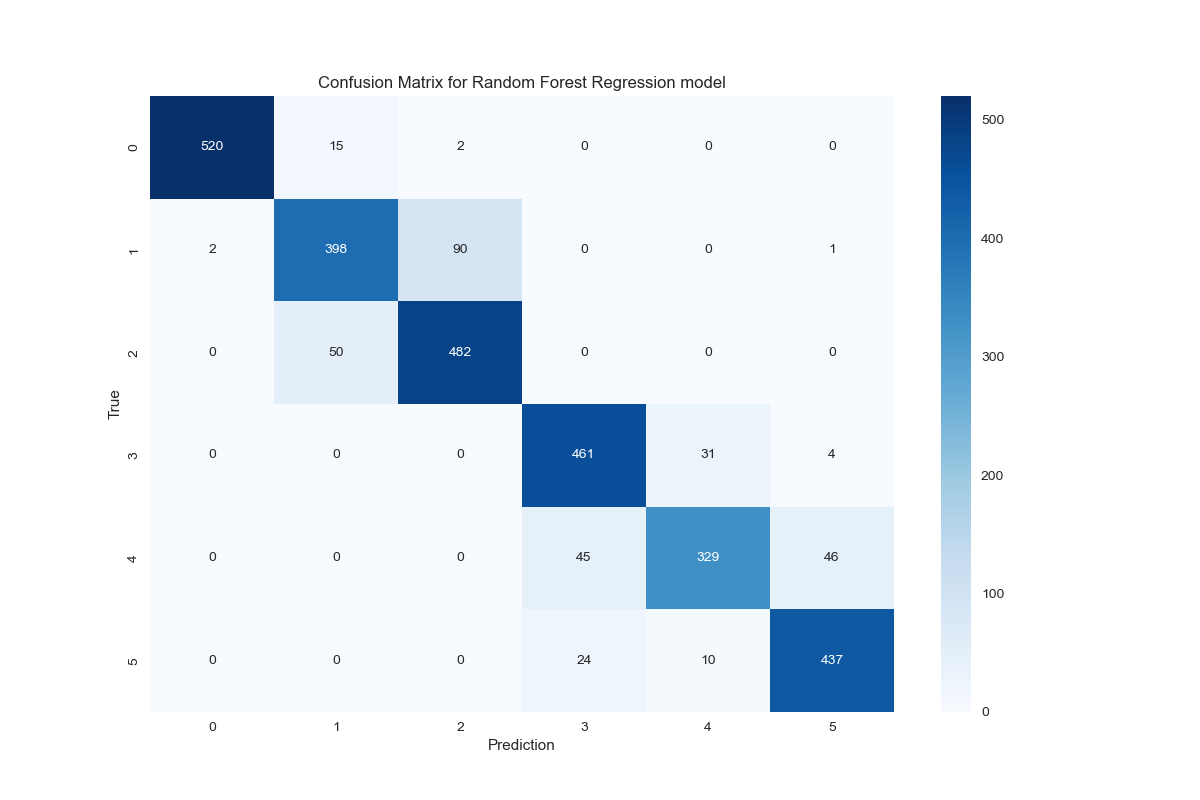 Confusion Matrix for Random Forest Regression model
0 520 15 2 0 0 0
1 2 398 90 0 0 1
2 0 50 482 0 0 0
3 0 0 0 461 31 4
4 0 0 0 45 329 46
5 0 0 0 24 10 437
0 1 2 3 4 5
True
Prediction
500
400
300
200
100
0